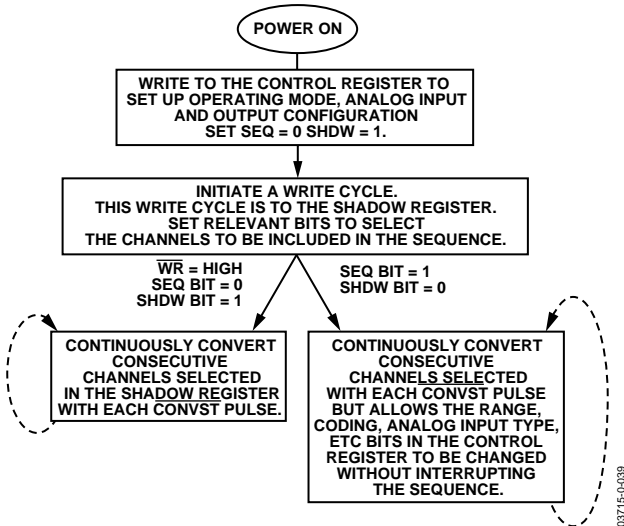 POWER ON
WRITE TO THE CONTROL REGISTER TO
SET UP OPERATING MODE, ANALOG INPUT
AND OUTPUT CONFIGURATION
SET SEQ = 0 SHDW = 1.
INITIATE A WRITE CYCLE.
THIS WRITE CYCLE IS TO THE SHADOW REGISTER.
SET RELEVANT BITS TO SELECT
THE CHANNELS TO BE INCLUDED IN THE SEQUENCE.
WR = HIGH
SEQ BIT = 0
SHDW BIT = 1
SEQ BIT = 1
SHDW BIT = 0
CONTINUOUSLY CONVERT
CONSECUTIVE
CHANNELS SELECTED
IN THE SHADOW REGISTER
WITH EACH CONVST PULSE.
CONTINUOUSLY CONVERT
CONSECUTIVE
CHANNELS SELECTED
WITH EACH CONVST PULSE
BUT ALLOWS THE RANGE,
CODING, ANALOG INPUT TYPE,
ETC BITS IN THE CONTROL
REGISTER TO BE CHANGED
WITHOUT INTERRUPTING
THE SEQUENCE.
03715-0-039